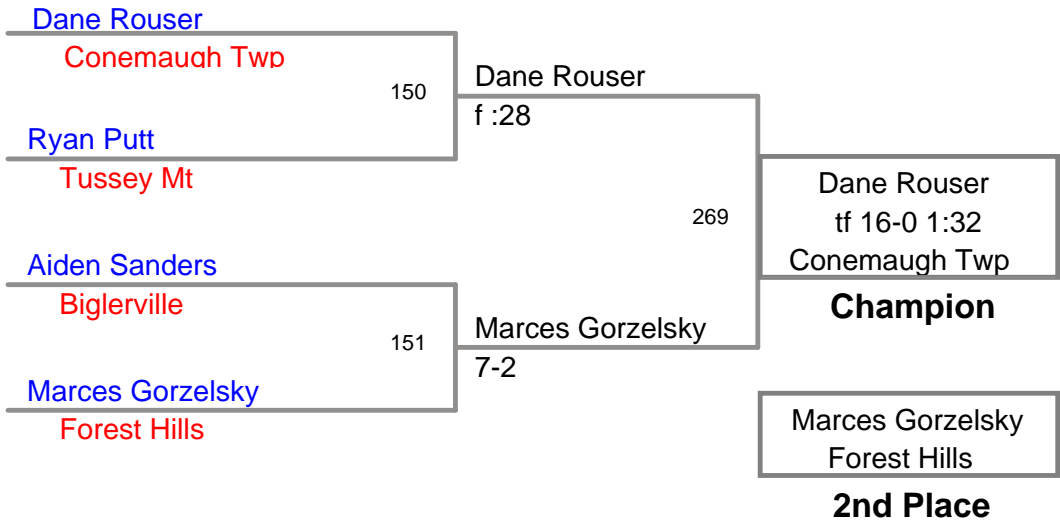 Dane Rouser
Conemaugh Twp
150
Dane Rouser
f :28
Ryan Putt
Tussey Mt
269
Dane Rouser
tf 16-0 1:32
Conemaugh Twp
Champion
Aiden Sanders
Biglerville
151
Marces Gorzelsky
7-2
Marces Gorzelsky
Forest Hills
Marces Gorzelsky
Forest Hills
2nd Place